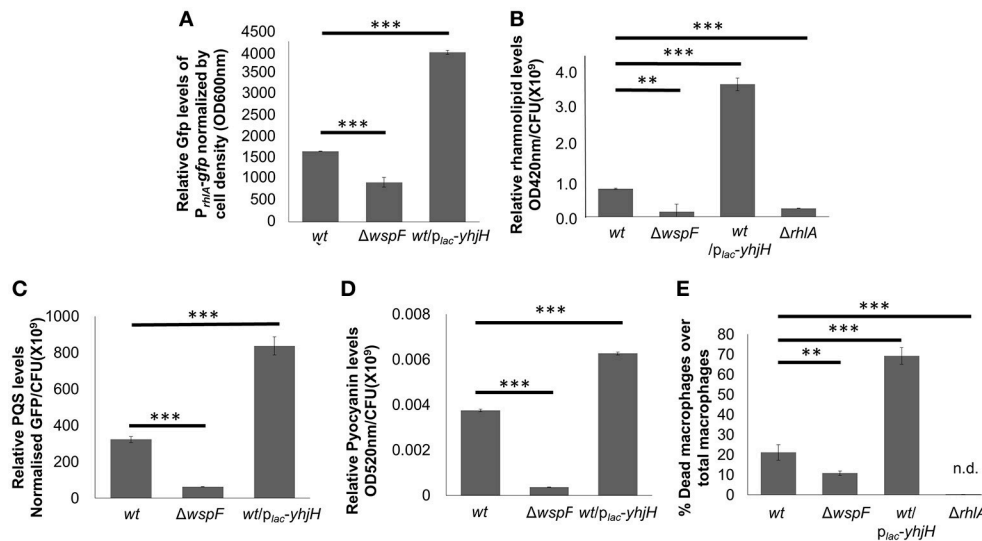 A
Relative Gfp levels of
PrhlA-gfp normalized by
cell density (OD600nm)
4500
4000
3500
3000
2500
2000
1500
1000
500
0
***
***
wt
ΔwspF
wt/plac-yhjH
B
Relative rhamnolipid levels
OD420nm/CFU(X10⁹)
4.0
3.0
2.0
1.0
0.0
***
***
**
wt
ΔwspF
wt
/plac-yhjH
ΔrhlA
C
Relative PQS levels
Normalised GFP/CFU(X10⁹)
1000
800
600
400
200
0
***
***
wt
ΔwspF
wt/plac-yhjH
D
Relative Pyocyanin levels
OD520nm/CFU(X10⁹)
0.008
0.006
0.004
0.002
0
***
***
wt
ΔwspF
wt/plac-yhjH
E
% Dead macrophages over
total macrophages
80
70
60
50
40
30
20
10
0
***
***
**
n.d.
wt
ΔwspF
wt/
plac-yhjH
ΔrhlA